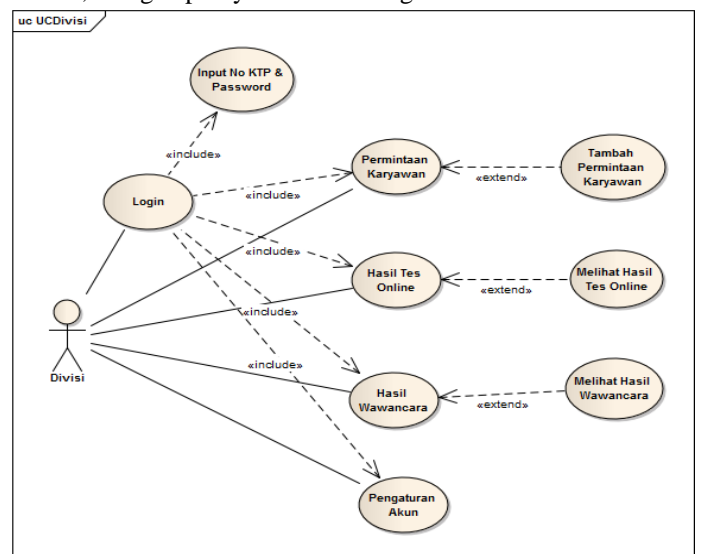 uc UCDivisi
Input No KTP &
Password
«include»
Login
«include»
Permintaan
Karyawan
«extend»
Tambah
Permintaan
Karyawan
«include»
Hasil Tes
Online
«extend»
Melihat Hasil
Tes Online
Divisi
«include»
«include»
Hasil
Wawancara
«extend»
Melihat Hasil
Wawancara
Pengaturan
Akun